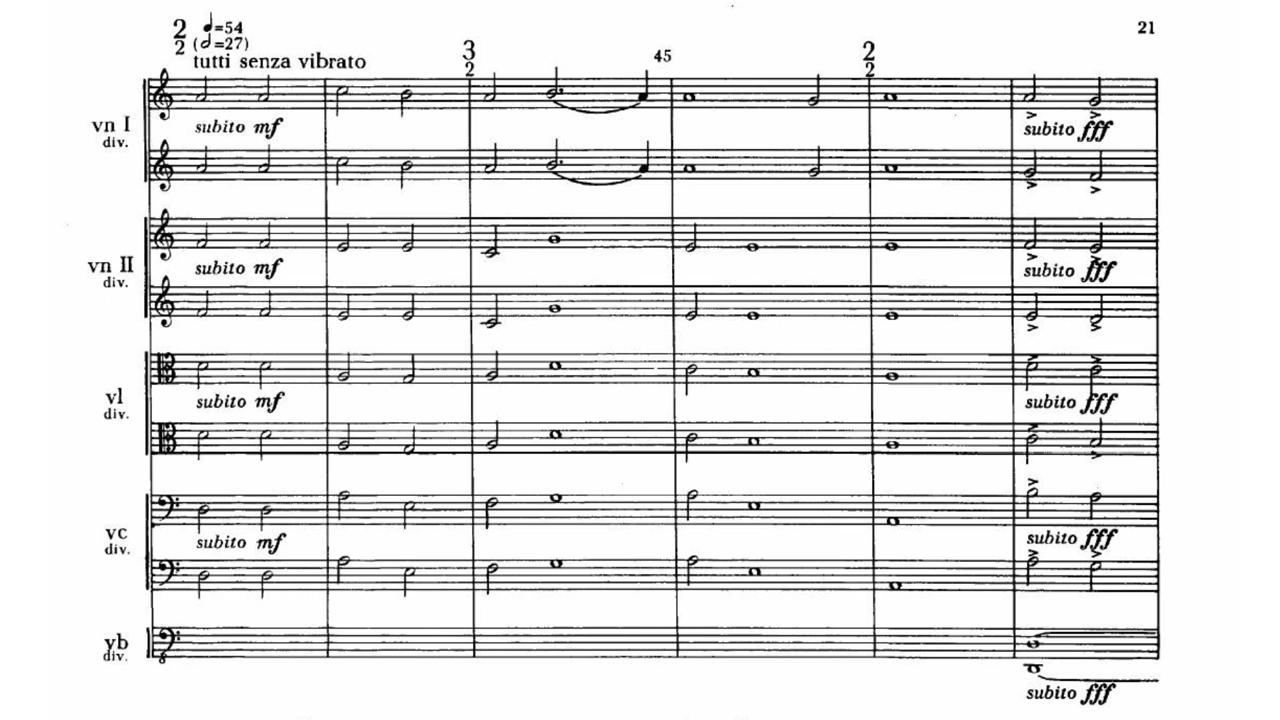 21
2
2
♩=54
(𝅗𝅥=27)
tutti senza vibrato
3
2
45
2
2
vn I
div.
subito mf
subito fff
vn II
div.
subito mf
subito fff
vl
div.
subito mf
subito fff
vc
div.
subito mf
subito fff
yb
div.
8
subito fff